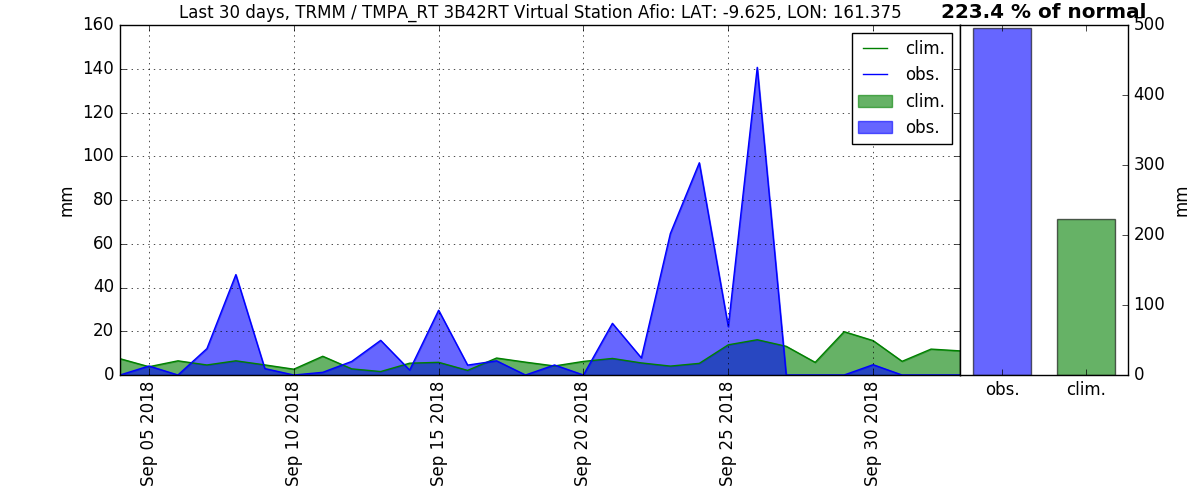 Last 30 days, TRMM / TMPA_RT 3B42RT Virtual Station Afio: LAT: -9.625, LON: 161.375
223.4 % of normal
160
140
120
100
80
60
40
20
0
mm
clim.
obs.
clim.
obs.
Sep 05 2018
Sep 10 2018
Sep 15 2018
Sep 20 2018
Sep 25 2018
Sep 30 2018
500
400
300
200
100
0
mm
obs.
clim.